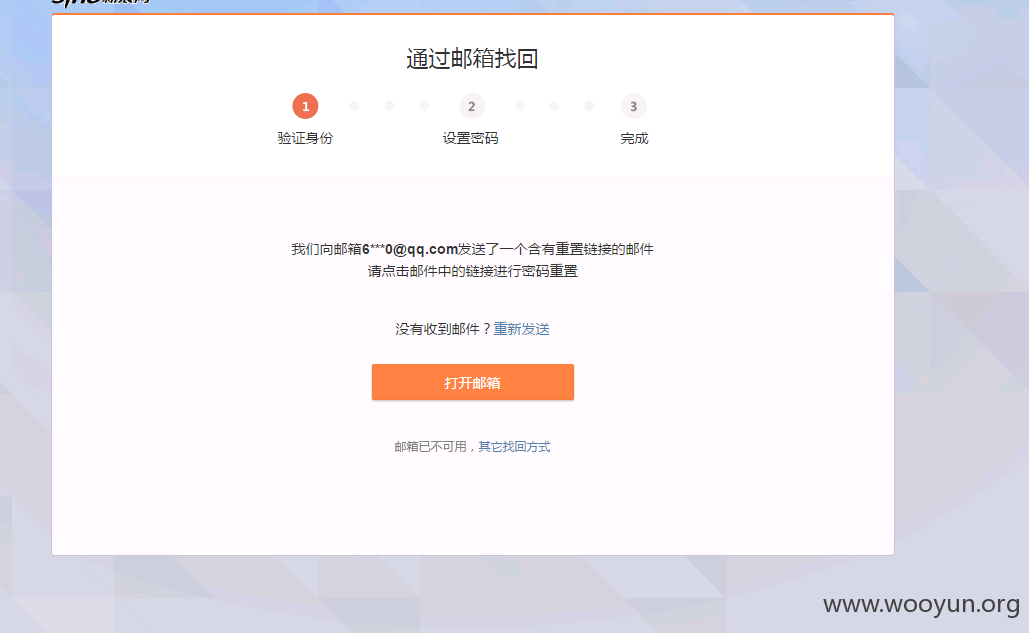 通过邮箱找回
1 2 3
验证身份 设置密码 完成
我们向邮箱6***0@qq.com发送了一个含有重置链接的邮件
请点击邮件中的链接进行密码重置
没有收到邮件？重新发送
打开邮箱
邮箱已不可用，其它找回方式
www.wooyun.org